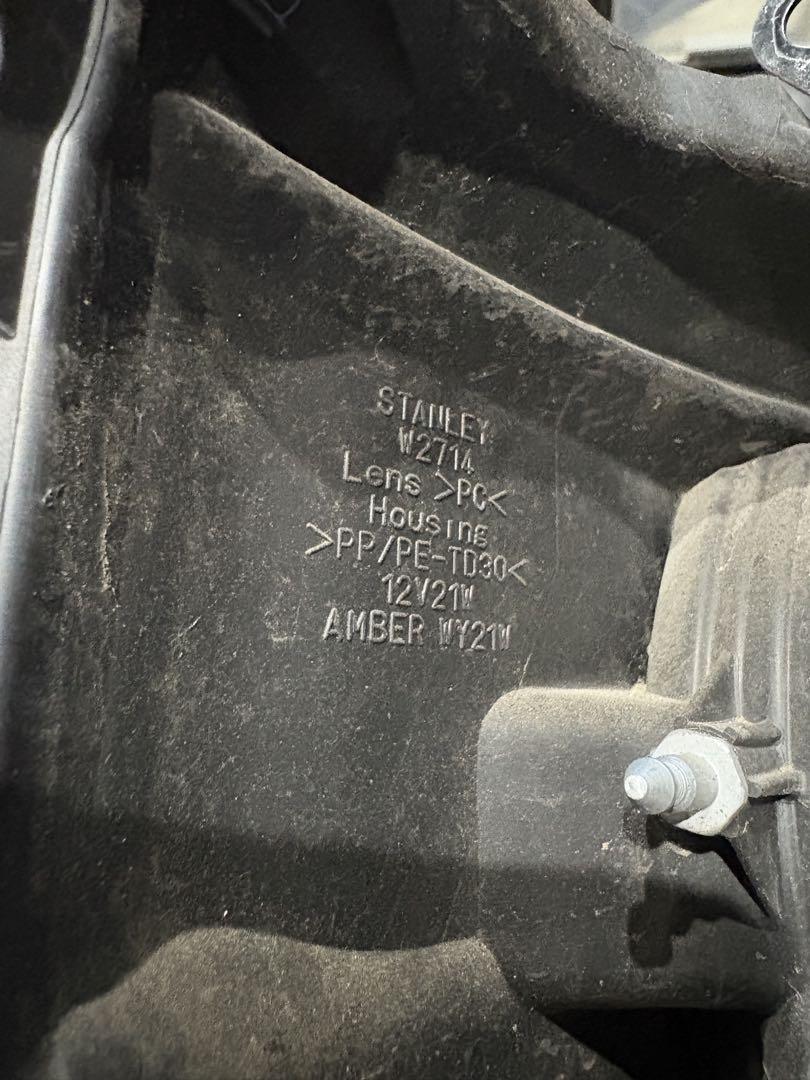 STANLEY
W2714
Lens >PC<
Housing
>PP/PE-TD30<
12V21W
AMBER WY21W